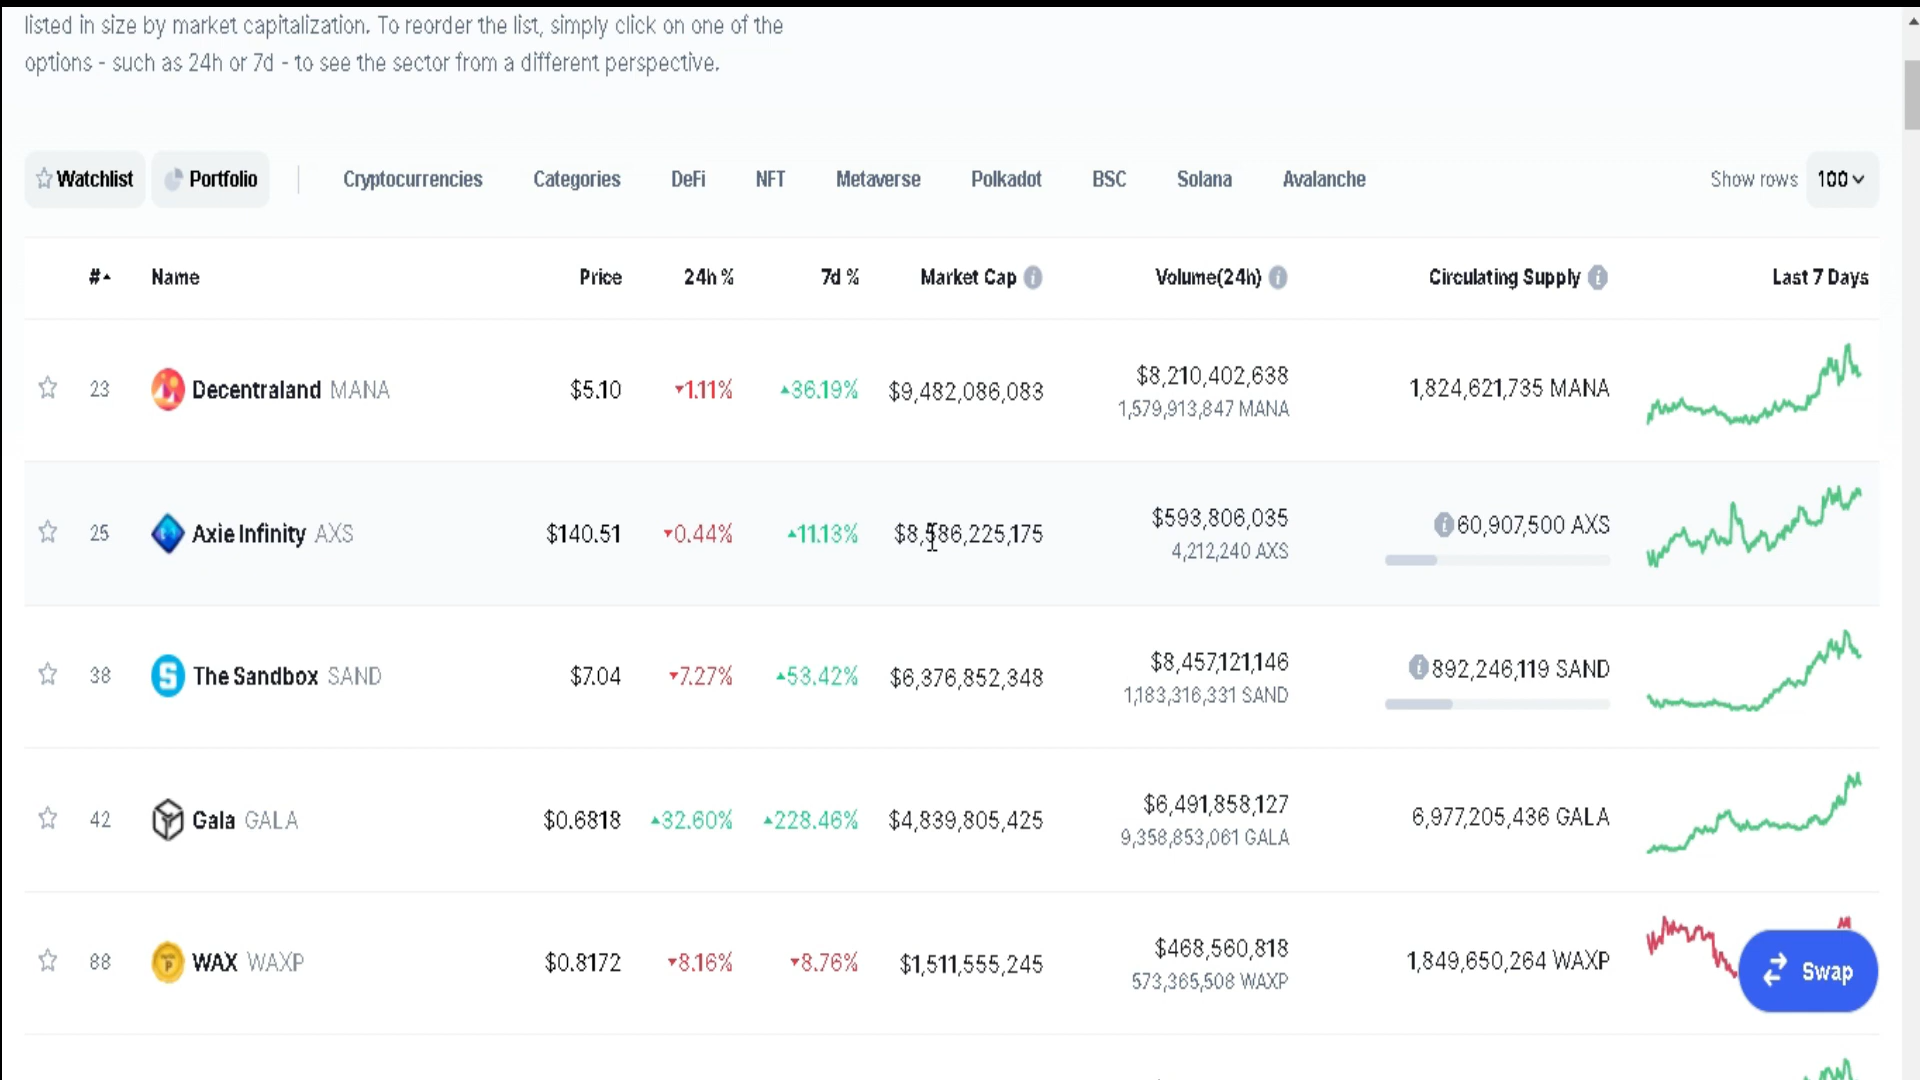 listed in size by market capitalization. To reorder the list, simply click on one of the
options - such as 24h or 7d - to see the sector from a different perspective.
Watchlist Portfolio Cryptocurrencies Categories DeFi NFT Metaverse Polkadot BSC Solana Avalanche Show rows 100
# Name Price 24h % 7d % Market Cap Volume(24h) Circulating Supply Last 7 Days
23 Decentraland MANA $5.10 1.11% 36.19% $9,482,086,083 $8,210,402,638 1,824,621,735 MANA
1,579,913,847 MANA
25 Axie Infinity AXS $140.51 0.44% 11.13% $8,586,225,175 $593,806,035 60,907,500 AXS
4,212,240 AXS
38 The Sandbox SAND $7.04 7.27% 53.42% $6,376,852,348 $8,457,121,146 892,246,119 SAND
1,183,316,331 SAND
42 Gala GALA $0.6818 32.60% 228.46% $4,839,805,425 $6,491,858,127 6,977,205,436 GALA
9,358,853,061 GALA
88 WAX WAXP $0.8172 8.16% 8.76% $1,511,555,245 $468,560,818 1,849,650,264 WAXP
573,365,508 WAXP
Swap